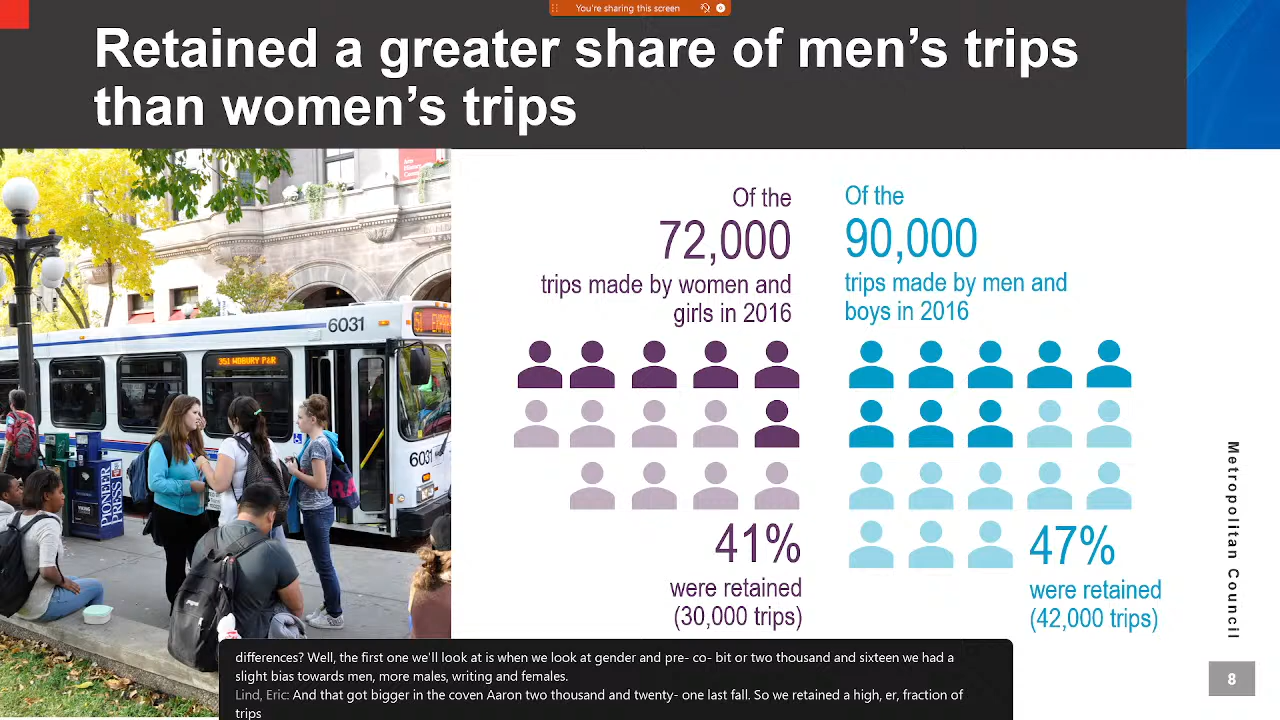 You're sharing this screen
Retained a greater share of men's trips
than women's trips
Of the
72,000
trips made by women and
girls in 2016
41%
were retained
(30,000 trips)
Of the
90,000
trips made by men and
boys in 2016
47%
were retained
(42,000 trips)
6031
351 WDBURY P&R
6031
PIONEER
PRESS
Metropolitan Council
8
differences? Well, the first one we'll look at is when we look at gender and pre- co- bit or two thousand and sixteen we had a
slight bias towards men, more males, writing and females.
Lind, Eric: And that got bigger in the coven Aaron two thousand and twenty- one last fall. So we retained a high, er, fraction of
trips